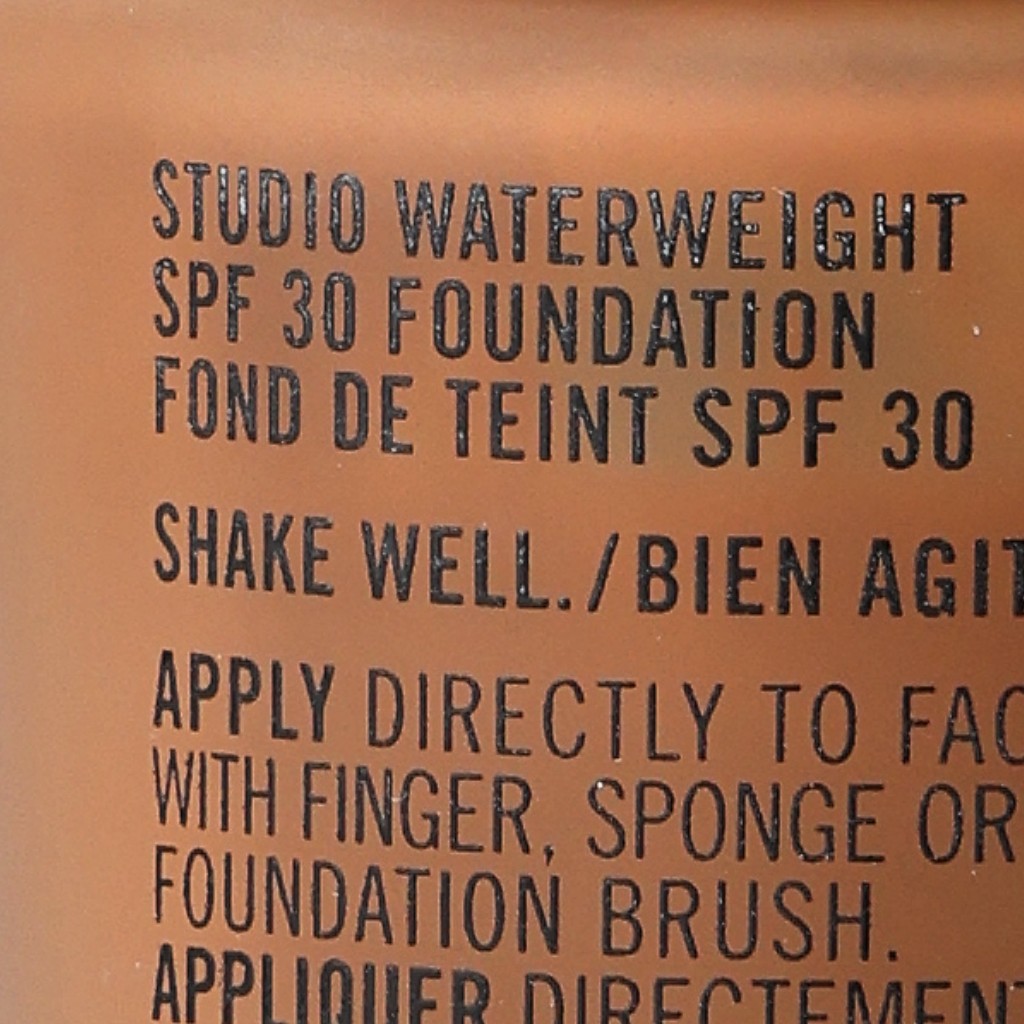 STUDIO WATERWEIGHT
SPF 30 FOUNDATION
FOND DE TEINT SPF 30
SHAKE WELL./BIEN
APPLY DIRECTLY TO
WITH FINGER, SPONGE OR
FOUNDATION BRUSH.
APPLIQUER